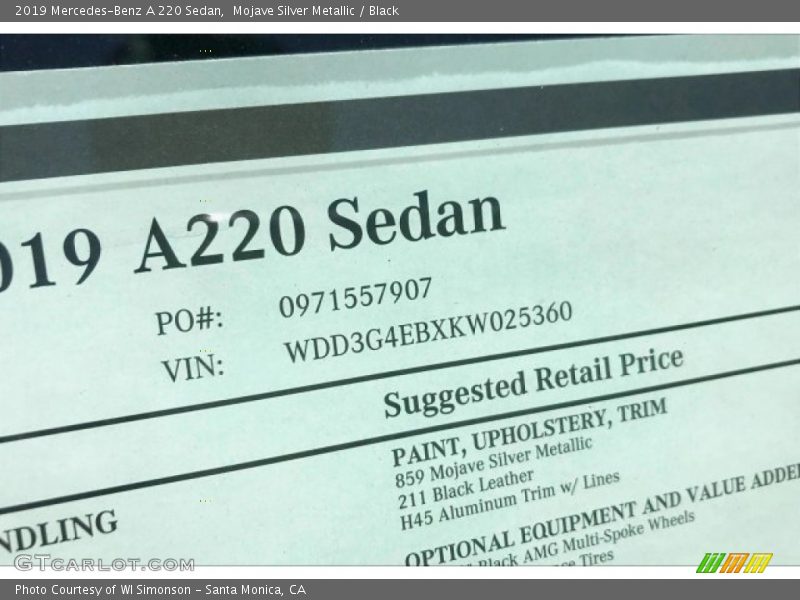 2019 Mercedes-Benz A 220 Sedan, Mojave Silver Metallic / Black
019 A220 Sedan
PO#: 0971557907
VIN: WDD3G4EBXKW025360
Suggested Retail Price
PAINT, UPHOLSTERY, TRIM
859 Mojave Silver Metallic
211 Black Leather
H45 Aluminum Trim w/ Lines
NDLING
OPTIONAL EQUIPMENT AND VALUE ADDED
Black AMG Multi-Spoke Wheels
Tires
GTCARLOT.COM
Photo Courtesy of WI Simonson - Santa Monica, CA